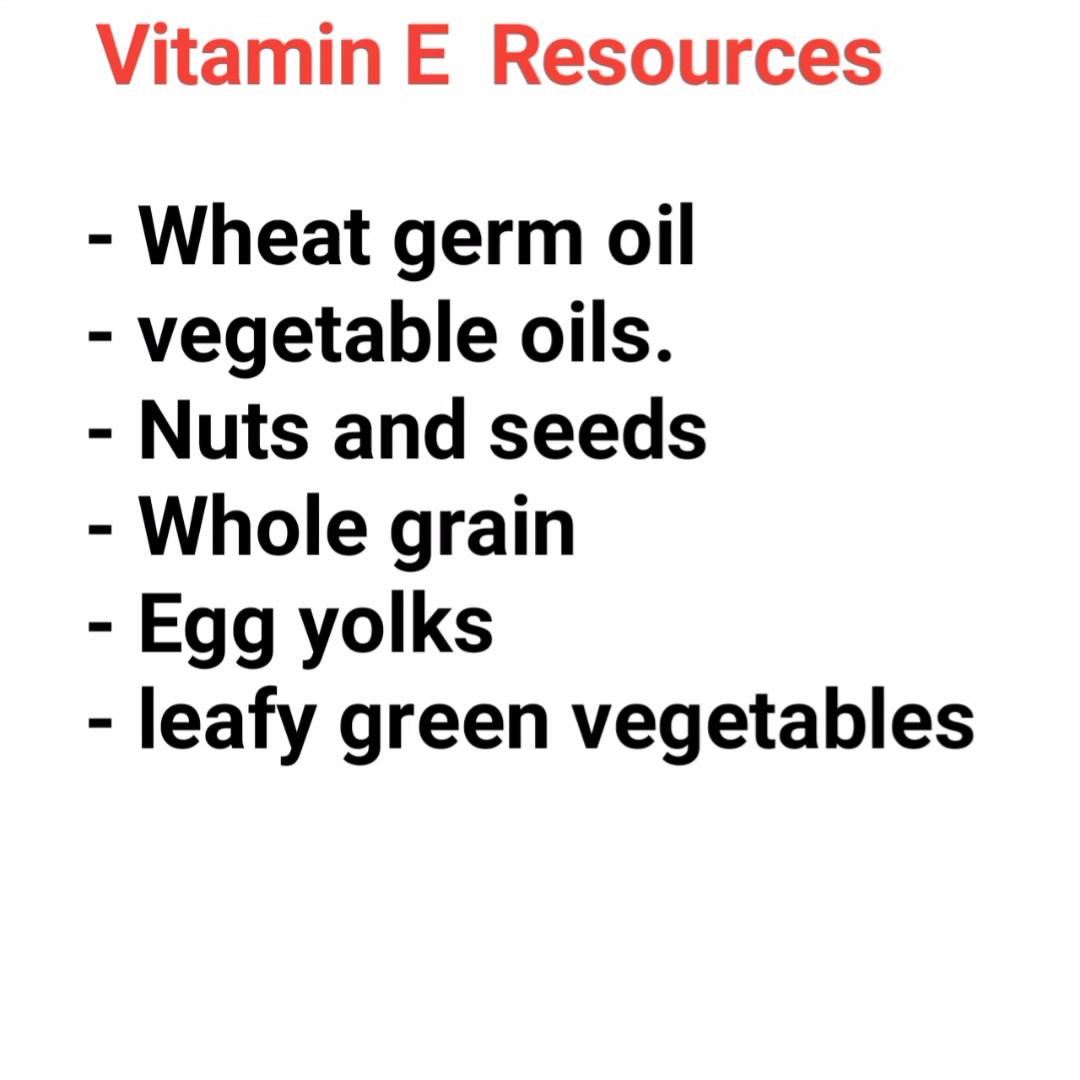 Vitamin E Resources
- Wheat germ oil
- vegetable oils.
- Nuts and seeds
- Whole grain
- Egg yolks
- leafy green vegetables